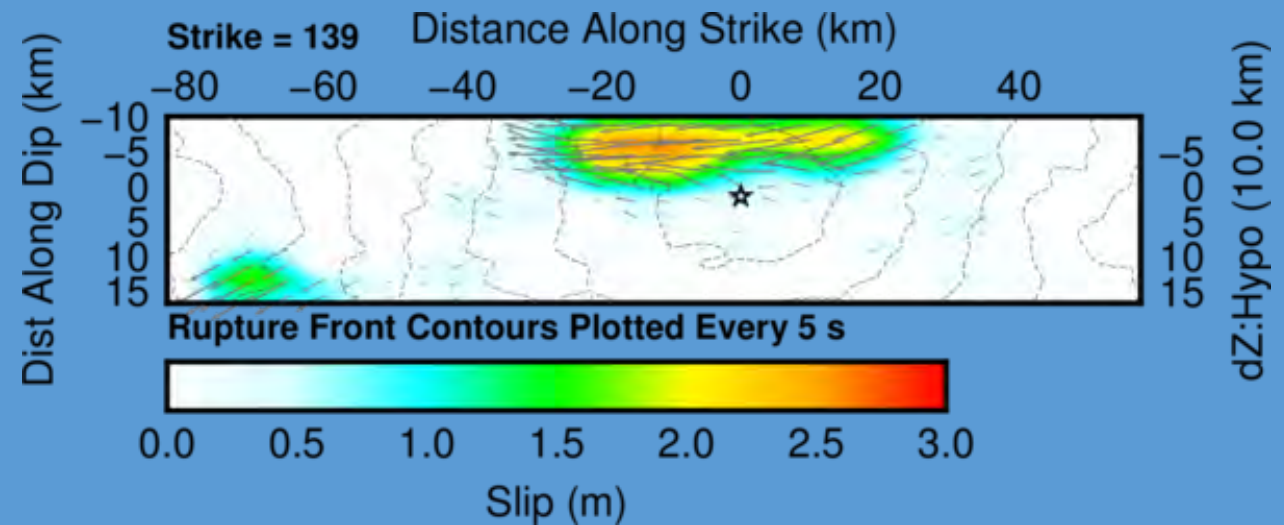 Strike = 139 Distance Along Strike (km)
−80 −60 −40 −20 0 20 40
Dist Along Dip (km)
−10
−5
0
5
10
15
−5
0
5
10
15
dZ:Hypo (10.0 km)
Rupture Front Contours Plotted Every 5 s
0.0 0.5 1.0 1.5 2.0 2.5 3.0
Slip (m)